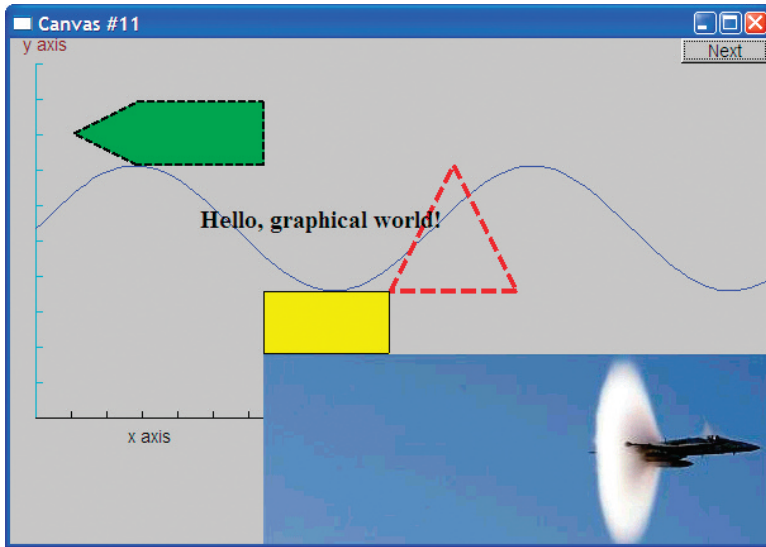 Canvas #11
y axis
Next
Hello, graphical world!
x axis